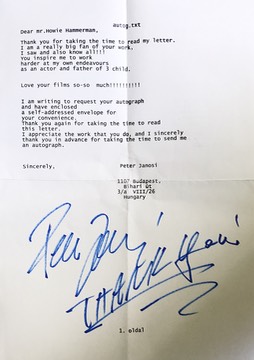 autog.txt
Dear mr.Howie Hammerman,
Thank you for taking the time to read my letter.
I am a really big fan of your work.
I saw and also know all!!!
You inspire me to work
harder at my own endeavours
as an actor and father of 3 child.
Love your films so-so much!!!!!!!!!!
I am writing to request your autograph
and have enclosed
a self-addressed envelope for
your convenience.
Thank you again for taking the time to read
this letter.
I appreciate the work that you do, and I sincerely
thank you in advance for taking the time to send me
an autograph.
Sincerely,
Peter Janosi
1107 Budapest,
Bihari út
3/a VIII/26
Hungary
1. oldal